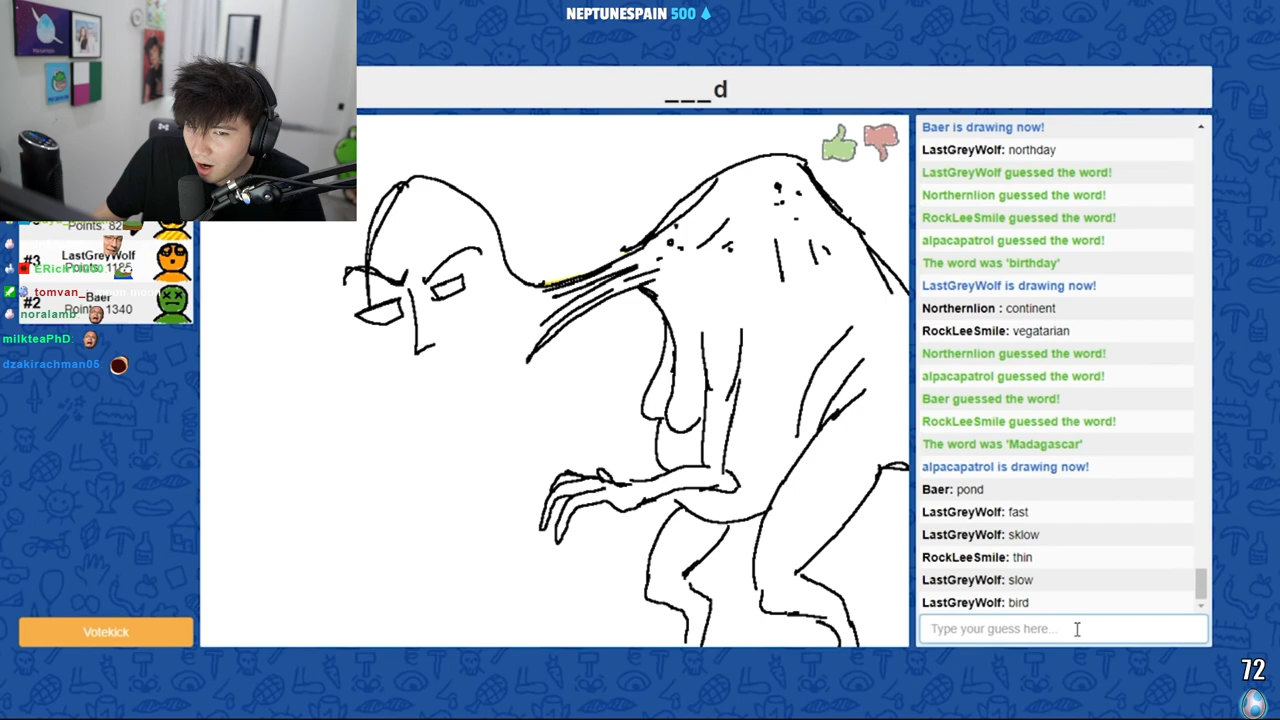 NEPTUNESPAIN 500
___d
Baer is drawing now!
LastGreyWolf: northday
LastGreyWolf guessed the word!
Northernlion guessed the word!
RockLeeSmile guessed the word!
alpacapatrol guessed the word!
The word was 'birthday'
LastGreyWolf is drawing now!
Northernlion : continent
RockLeeSmile: vegatarian
Northernlion guessed the word!
alpacapatrol guessed the word!
Baer guessed the word!
RockLeeSmile guessed the word!
The word was 'Madagascar'
alpacapatrol is drawing now!
Baer: pond
LastGreyWolf: fast
LastGreyWolf: sklow
RockLeeSmile: thin
LastGreyWolf: slow
LastGreyWolf: bird
Type your guess here...
Points: 82
#3 LastGreyWolf
Points: 1185
#2 Baer
1340
tomvan_
noralamb
milkteaPhD:
dzakirachman05
Votekick
72